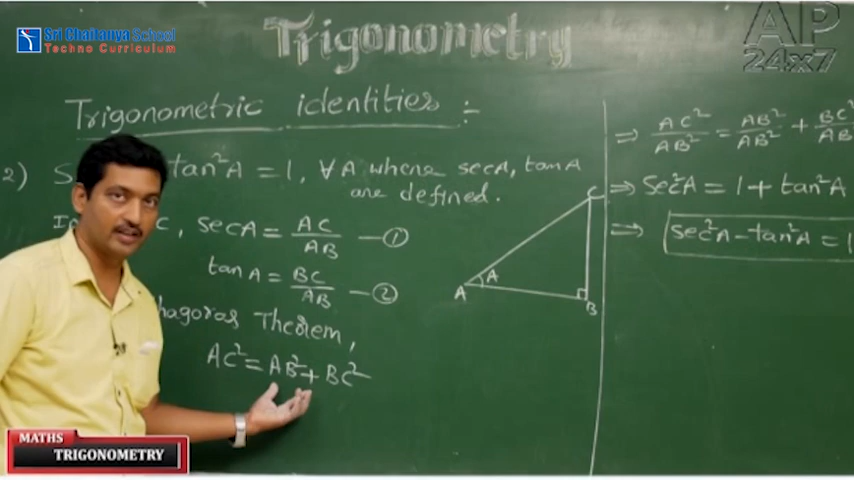 Sri Chaitanya School
Techno Curriculum
Trigonometry
AP
24x7
Trigonometric identities :-
2) S tan²A = 1, ∀A where secA, tanA
are defined.
C, secA = AC/AB —①
tanA = BC/AB —②
hagoras Theorem,
AC² = AB² + BC²
A
A
B
C
⇒ AC²/AB² = AB²/AB² + BC²/AB
⇒ Sec²A = 1 + tan²A
⇒ sec²A - tan²A = 1
MATHS
TRIGONOMETRY